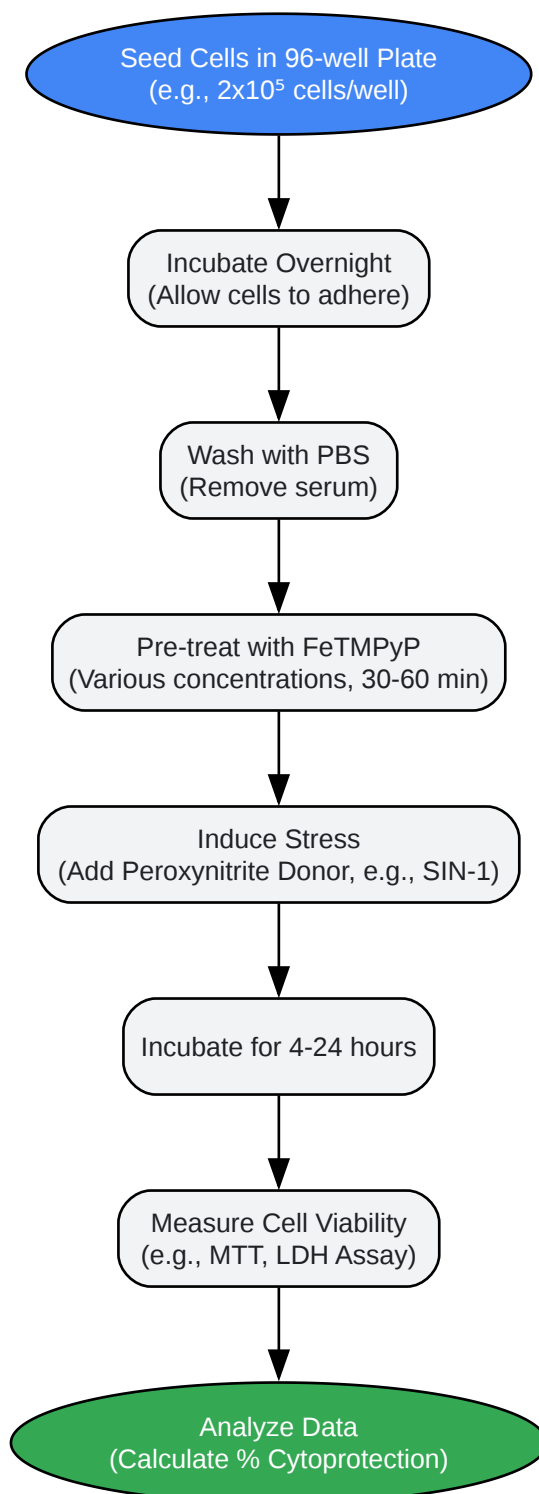 Seed Cells in 96-well Plate
(e.g., 2x10⁵ cells/well)
Incubate Overnight
(Allow cells to adhere)
Wash with PBS
(Remove serum)
Pre-treat with FeTMPyP
(Various concentrations, 30-60 min)
Induce Stress
(Add Peroxynitrite Donor, e.g., SIN-1)
Incubate for 4-24 hours
Measure Cell Viability
(e.g., MTT, LDH Assay)
Analyze Data
(Calculate % Cytoprotection)